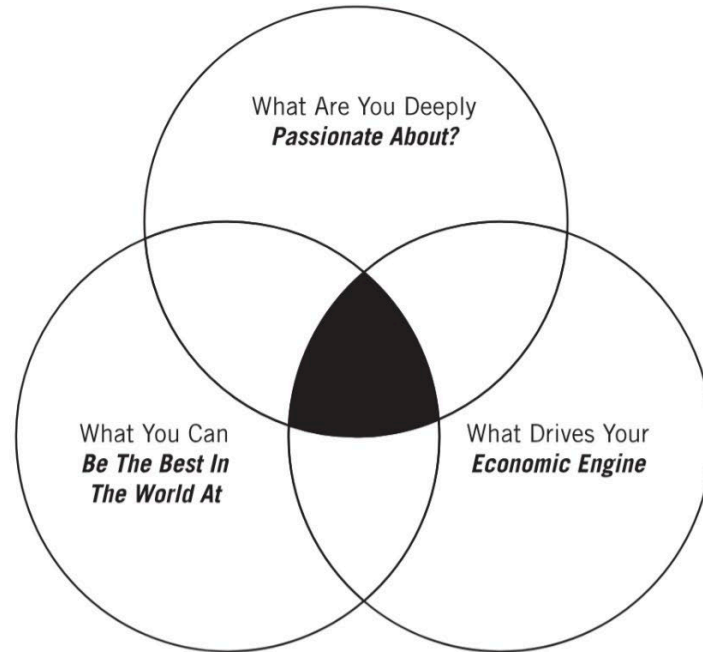 What Are You Deeply
Passionate About?
What You Can
Be The Best In
The World At
What Drives Your
Economic Engine